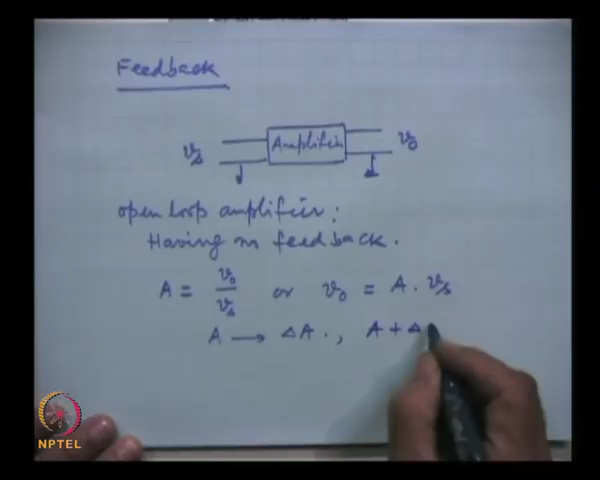 Feedback
vs Amplifier vo
open loop amplifier:
Having no feedback.
A = vo/vs or vo = A. vs
A → ΔA., A + Δ
NPTEL